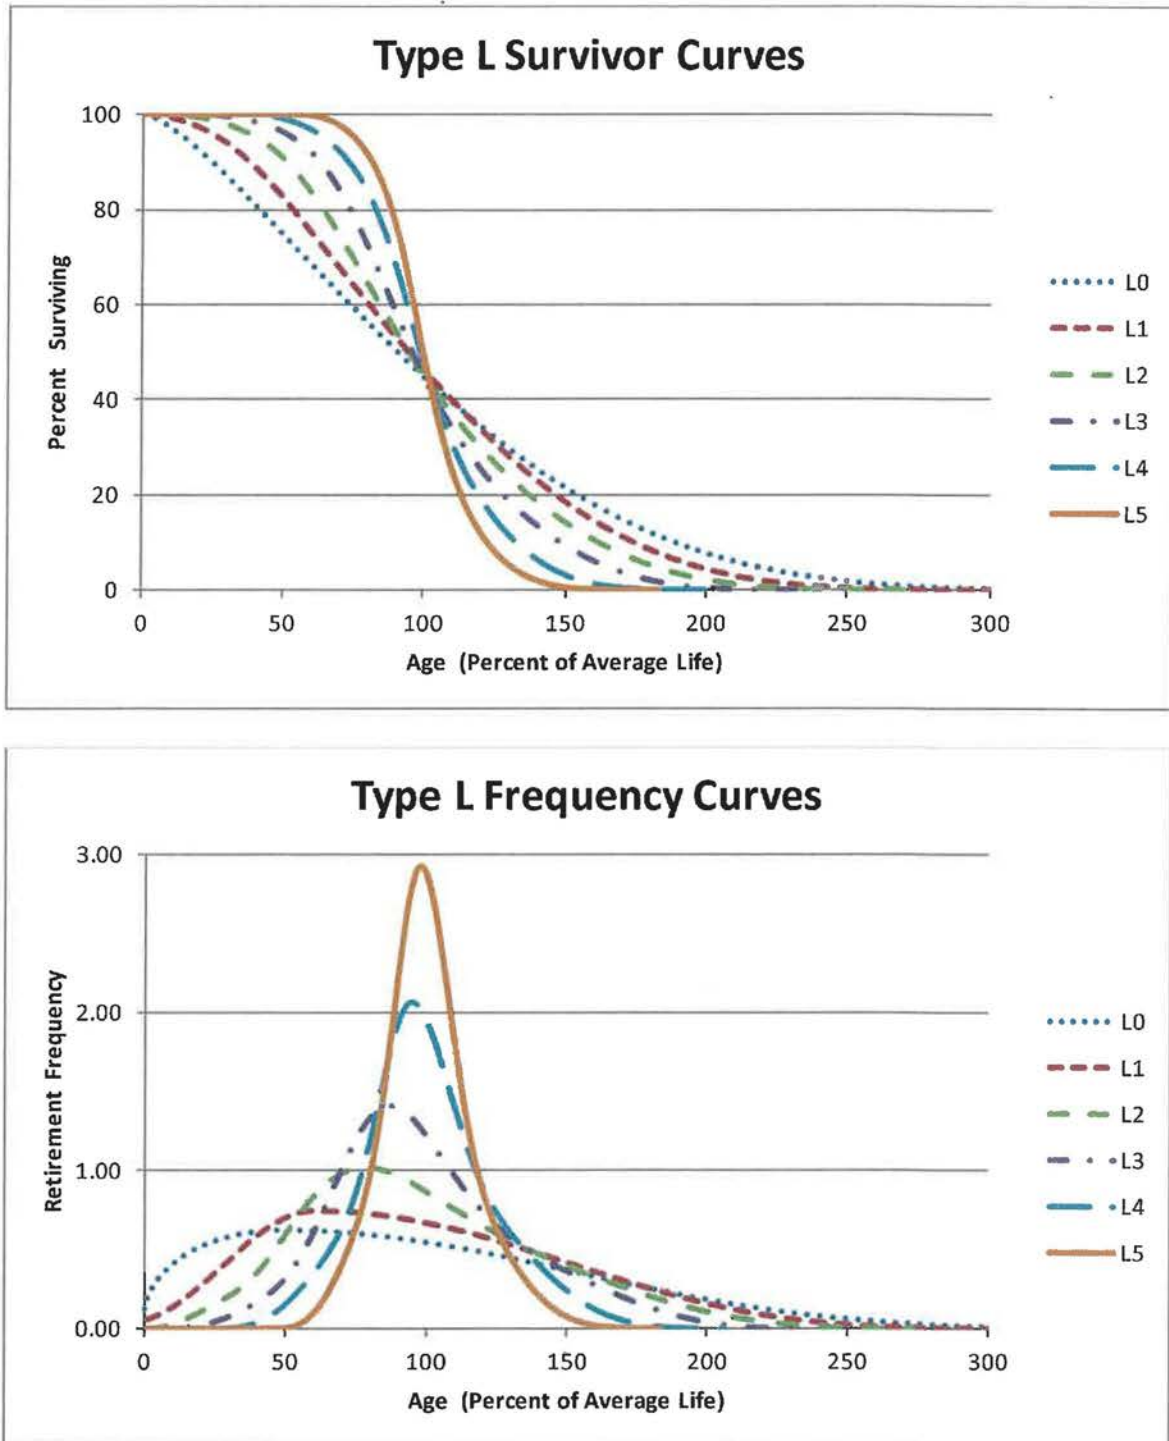 Type L Survivor Curves
100
80
60
40
20
0
Percent Surviving
0 50 100 150 200 250 300
Age (Percent of Average Life)
L0
L1
L2
L3
L4
L5
Type L Frequency Curves
3.00
2.00
1.00
0.00
Retirement Frequency
0 50 100 150 200 250 300
Age (Percent of Average Life)
L0
L1
L2
L3
L4
L5